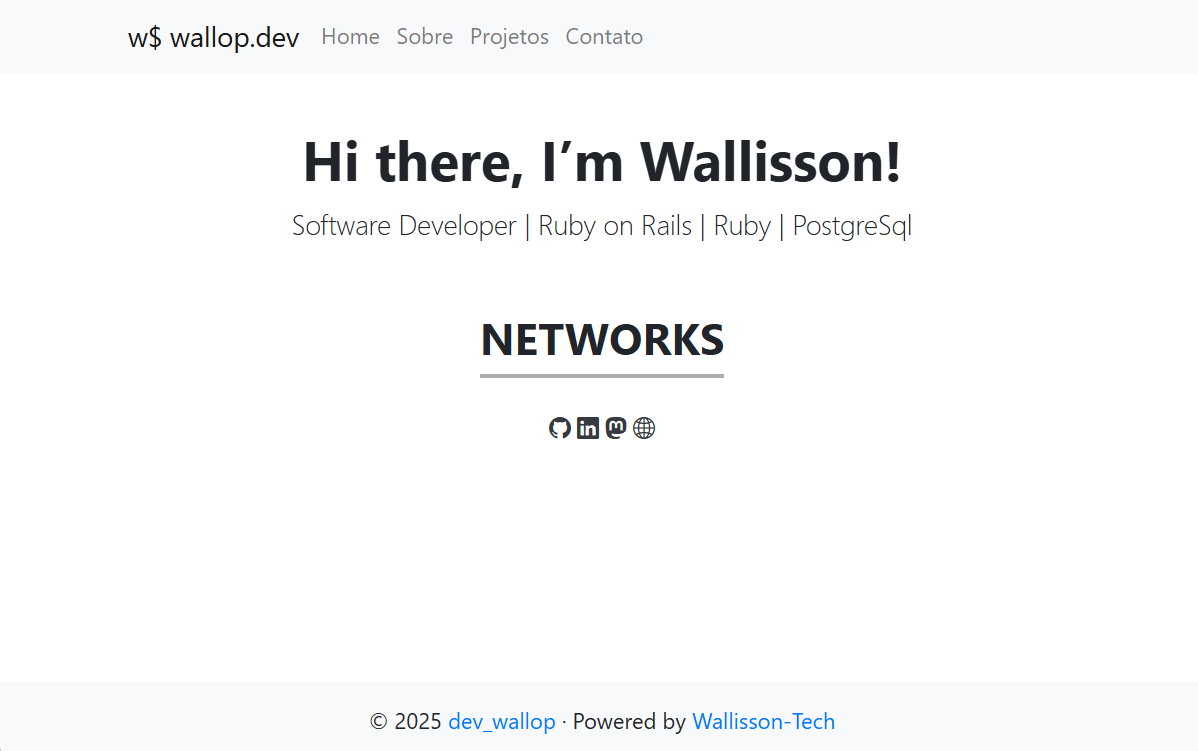 w$ wallop.dev Home Sobre Projetos Contato
Hi there, I’m Wallisson!
Software Developer | Ruby on Rails | Ruby | PostgreSql
NETWORKS
© 2025 dev_wallop · Powered by Wallisson-Tech